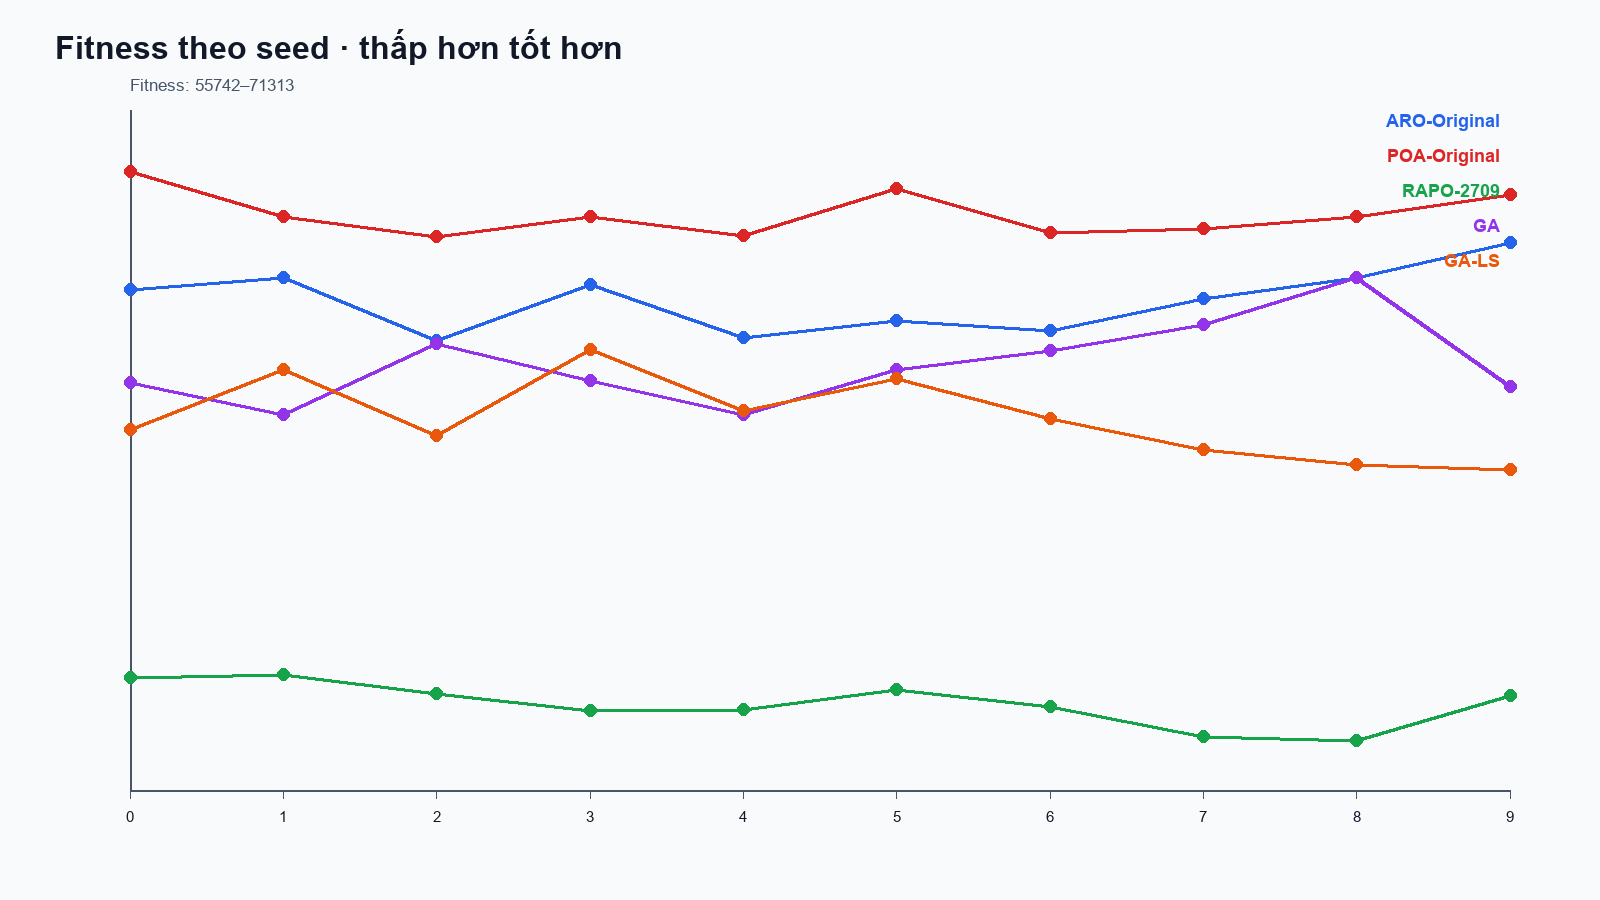 Fitness theo seed · thấp hơn tốt hơn
Fitness: 55742–71313
ARO-Original
POA-Original
RAPO-2709
GA
GA-LS
0 1 2 3 4 5 6 7 8 9